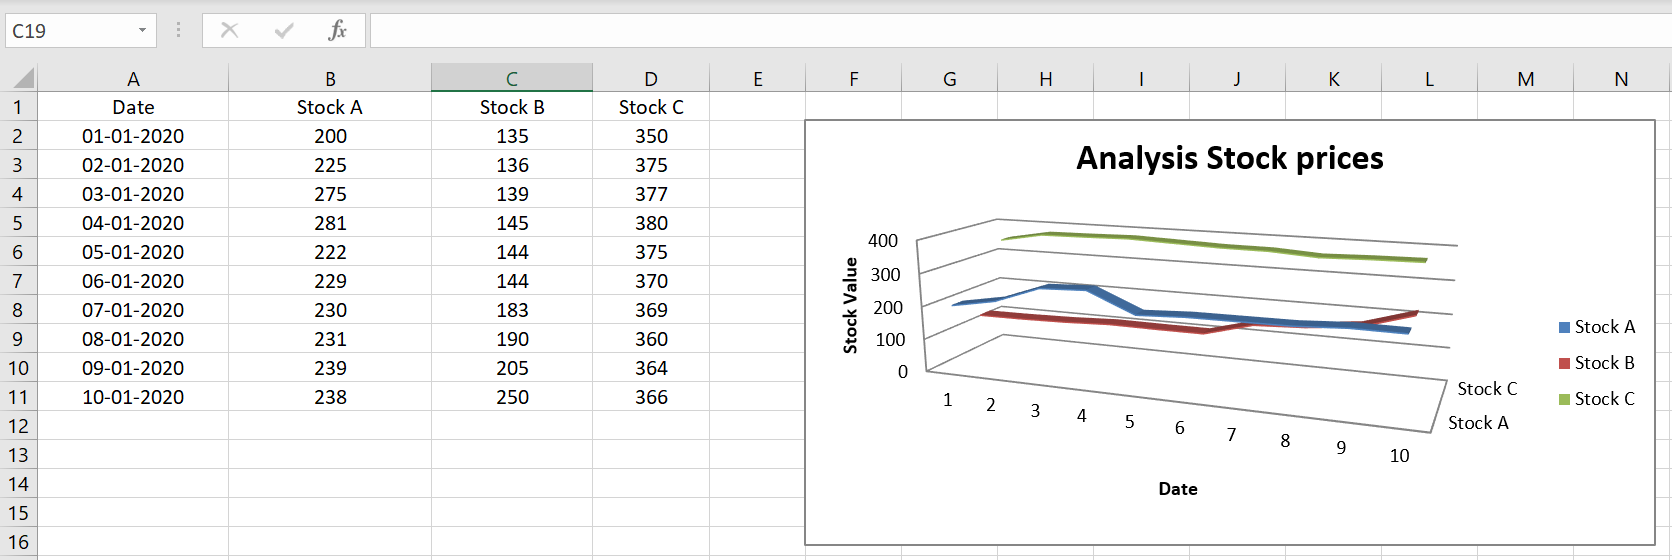 C19 fx
A B C D E F G H I J K L M N
1 Date Stock A Stock B Stock C
2 01-01-2020 200 135 350
3 02-01-2020 225 136 375
4 03-01-2020 275 139 377
5 04-01-2020 281 145 380
6 05-01-2020 222 144 375
7 06-01-2020 229 144 370
8 07-01-2020 230 183 369
9 08-01-2020 231 190 360
10 09-01-2020 239 205 364
11 10-01-2020 238 250 366
12
13
14
15
16
Analysis Stock prices
Stock Value
400
300
200
100
0
1 2 3 4 5 6 7 8 9 10
Date
Stock C
Stock A
Stock A
Stock B
Stock C